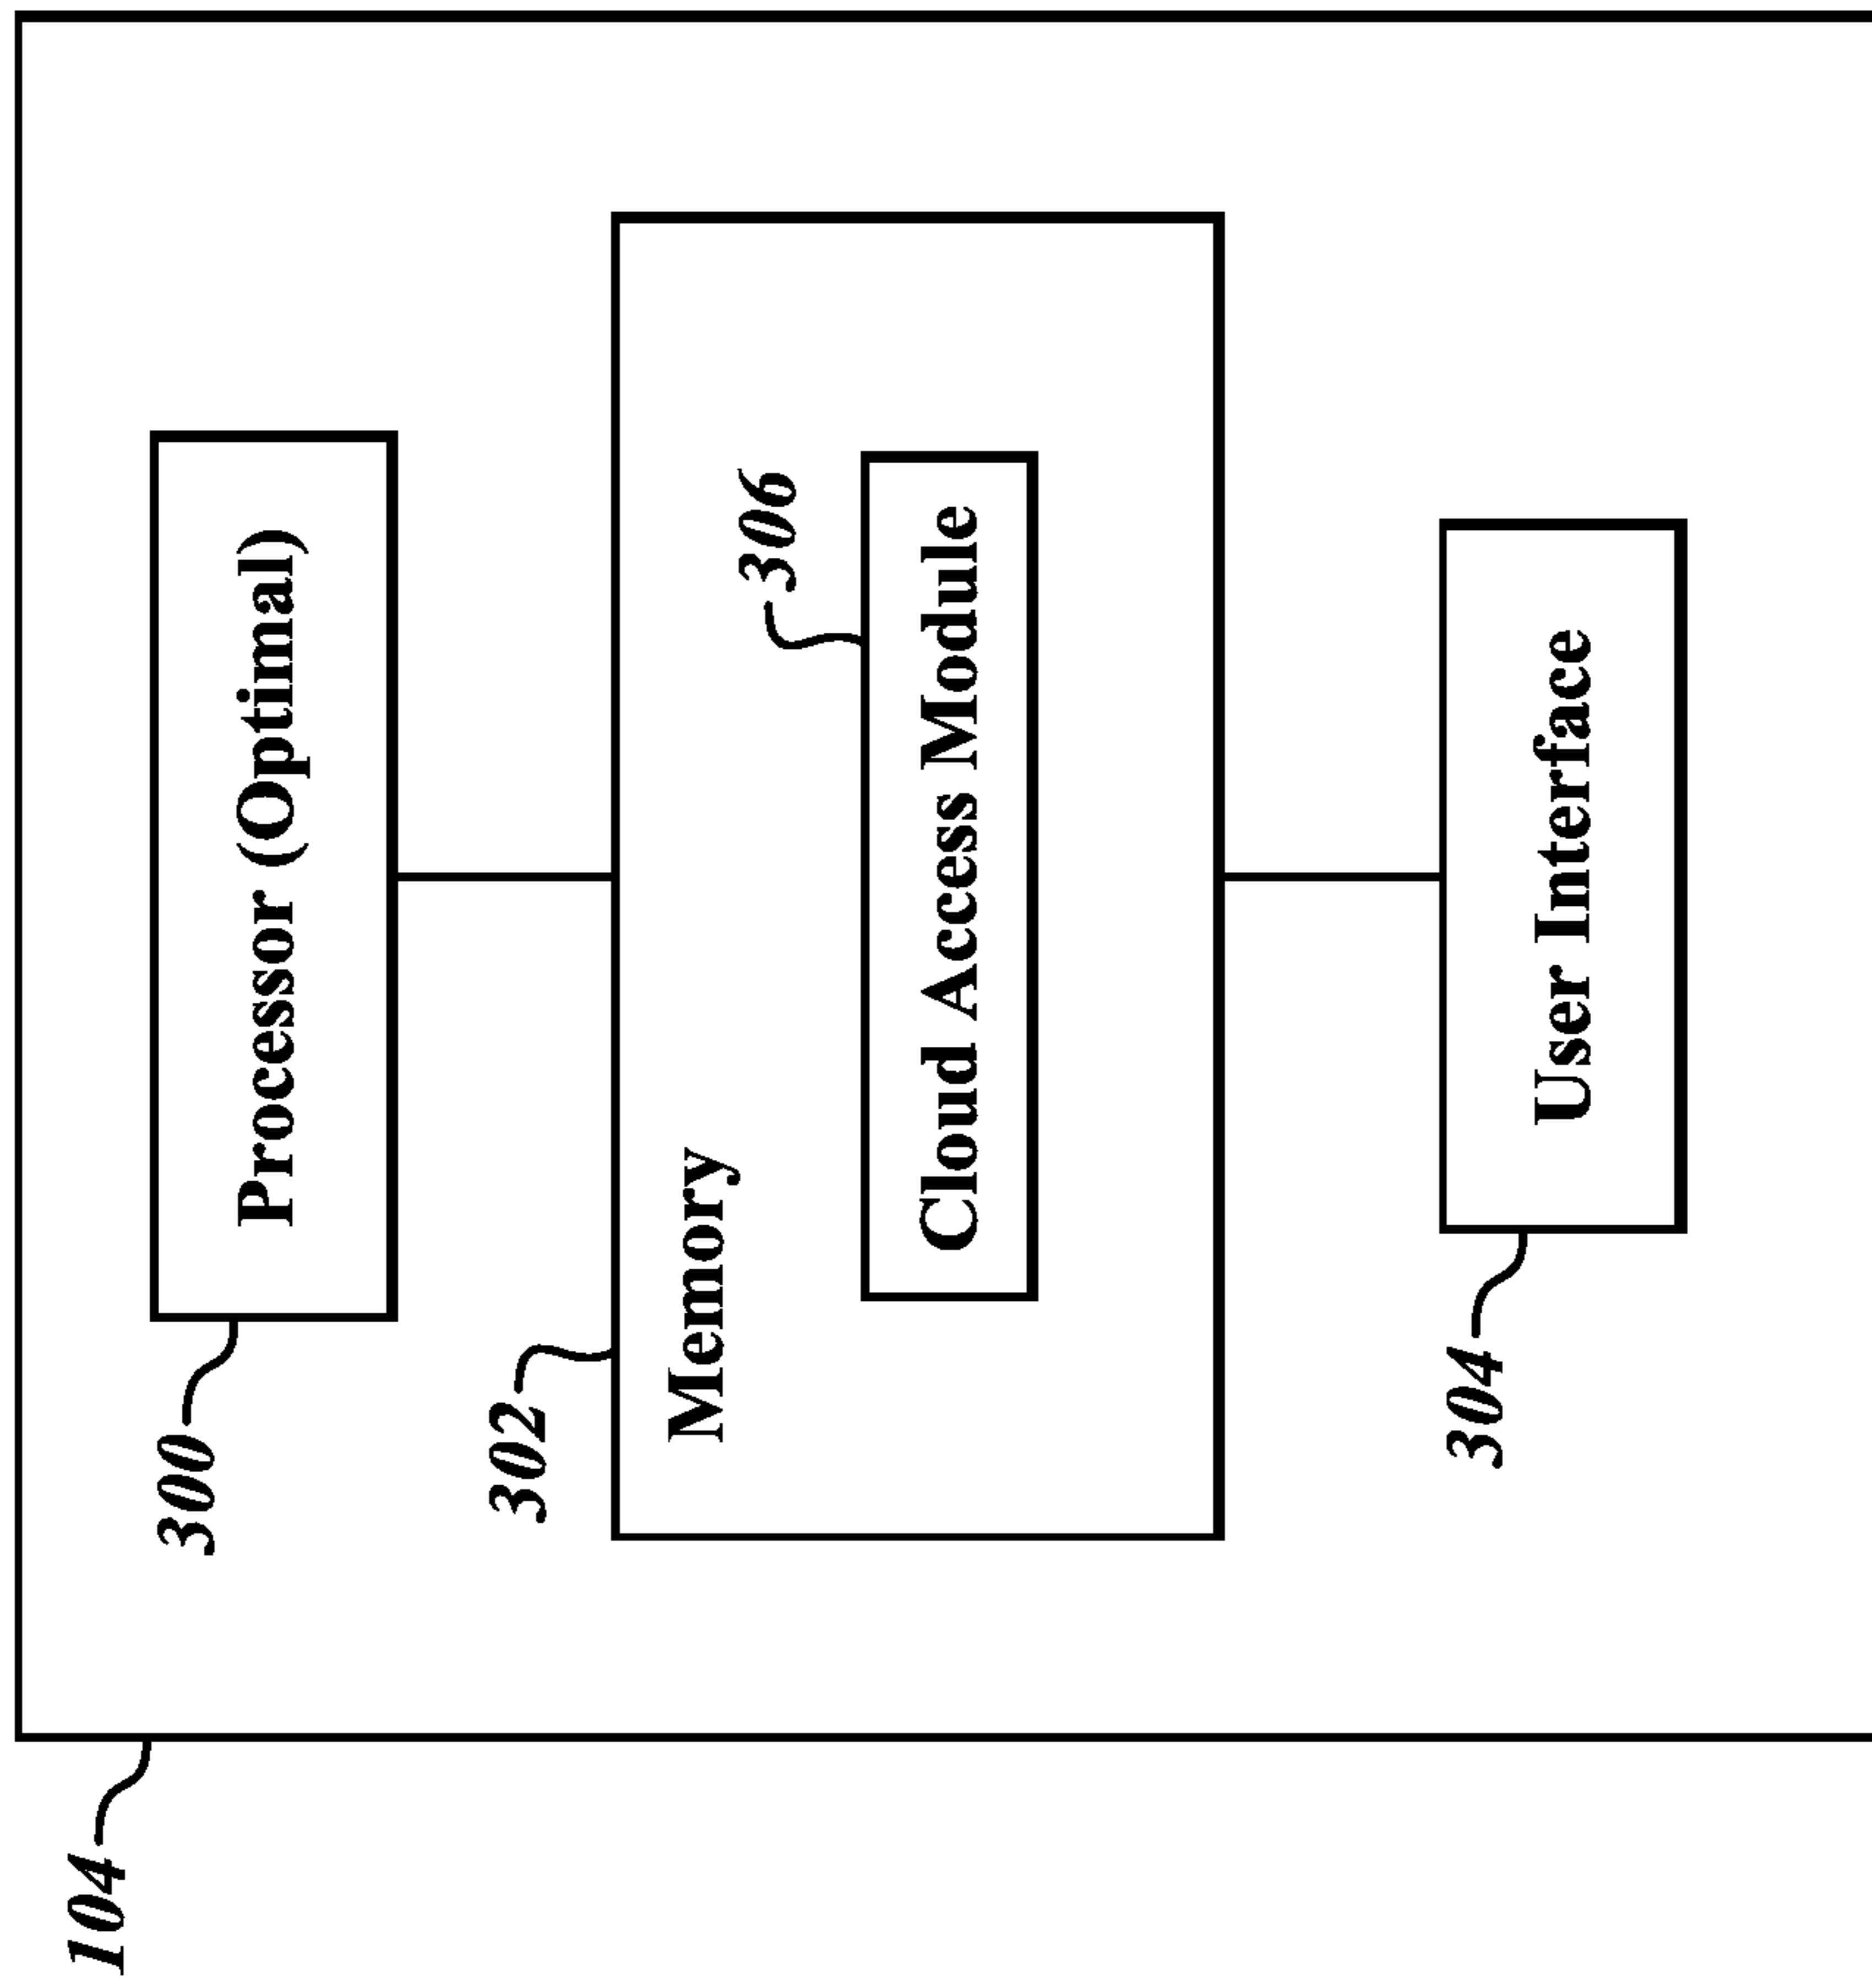 104
300
Processor (Optimal)
302
Memory
306
Cloud Access Module
304
User Interface